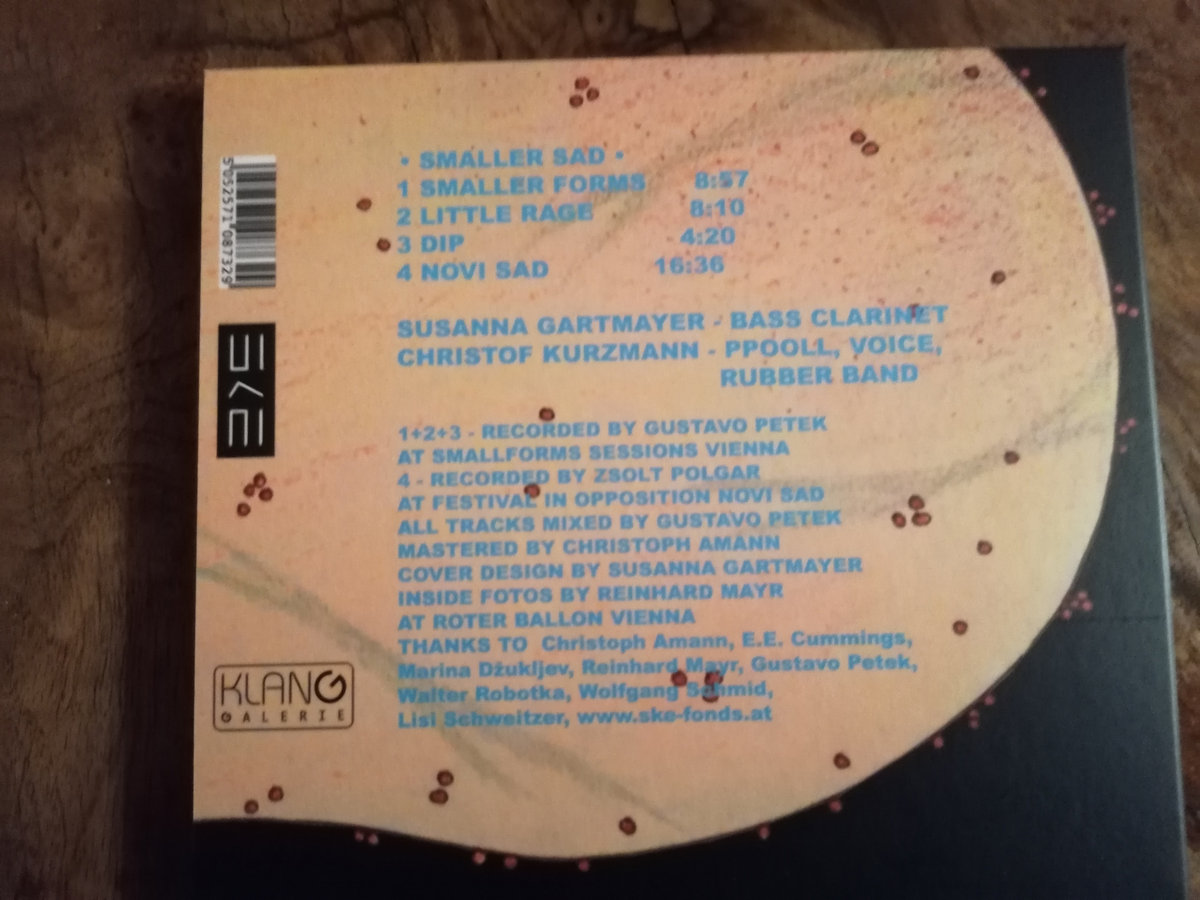 • SMALLER SAD •
1 SMALLER FORMS 8:57
2 LITTLE RAGE 8:10
3 DIP 4:20
4 NOVI SAD 16:36
SUSANNA GARTMAYER - BASS CLARINET
CHRISTOF KURZMANN - PPOOLL, VOICE,
RUBBER BAND
1+2+3 - RECORDED BY GUSTAVO PETEK
AT SMALLFORMS SESSIONS VIENNA
4 - RECORDED BY ZSOLT POLGAR
AT FESTIVAL IN OPPOSITION NOVI SAD
ALL TRACKS MIXED BY GUSTAVO PETEK
MASTERED BY CHRISTOPH AMANN
COVER DESIGN BY SUSANNA GARTMAYER
INSIDE FOTOS BY REINHARD MAYR
AT ROTER BALLON VIENNA
THANKS TO Christoph Amann, E.E. Cummings,
Marina Džukljev, Reinhard Mayr, Gustavo Petek,
Walter Robotka, Wolfgang Schmid,
Lisi Schweitzer, www.ske-fonds.at
5 052571 087329
SKE
KLANG
GALERIE